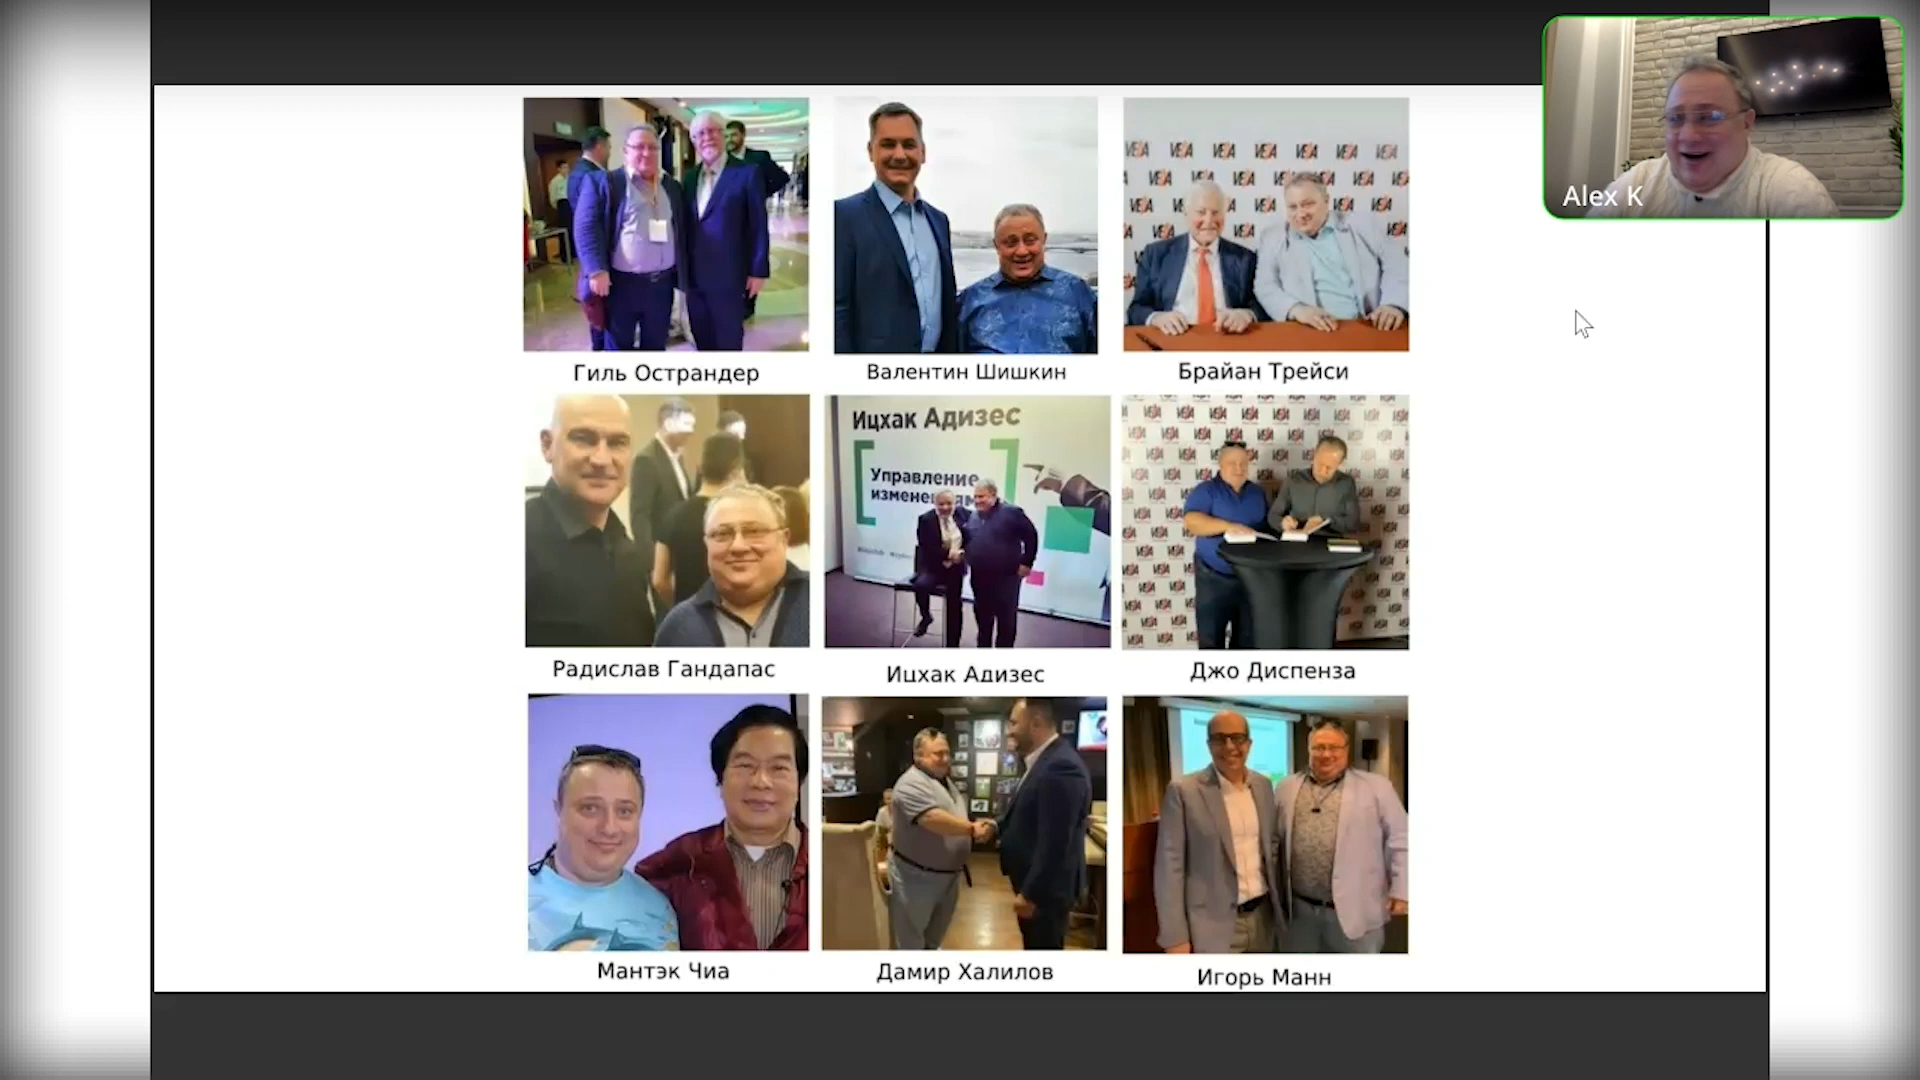 Alex K
Гиль Острандер
Валентин Шишкин
Брайан Трейси
Ицхак Адизес
Управление
Радислав Гандапас
Ицхак Адизес
Джо Диспенза
Мантэк Чиа
Дамир Халилов
Игорь Манн